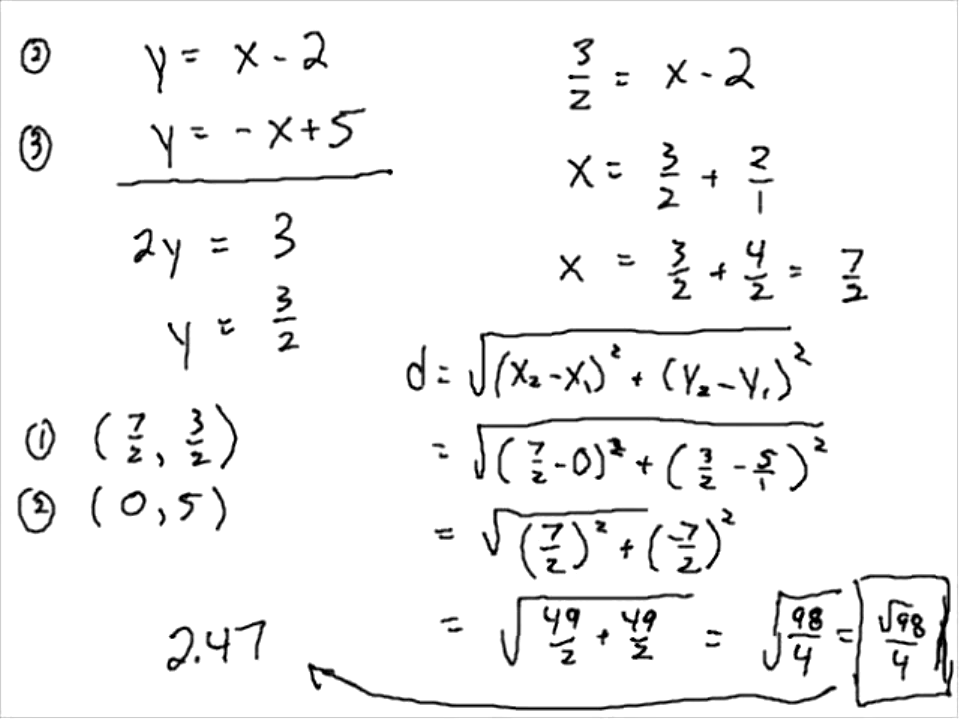 ② y = x - 2
③ y = -x + 5
2y = 3
y = 3/2
① (7/2, 3/2)
② (0, 5)
2.47
3/2 = x - 2
x = 3/2 + 2/1
x = 3/2 + 4/2 = 7/2
d = √((x₂ - x₁)² + (y₂ - y₁)²)
= √((7/2 - 0)² + (3/2 - 5/1)²)
= √((7/2)² + (-7/2)²)
= √(49/2 + 49/2) = √(98/4) = √98/4